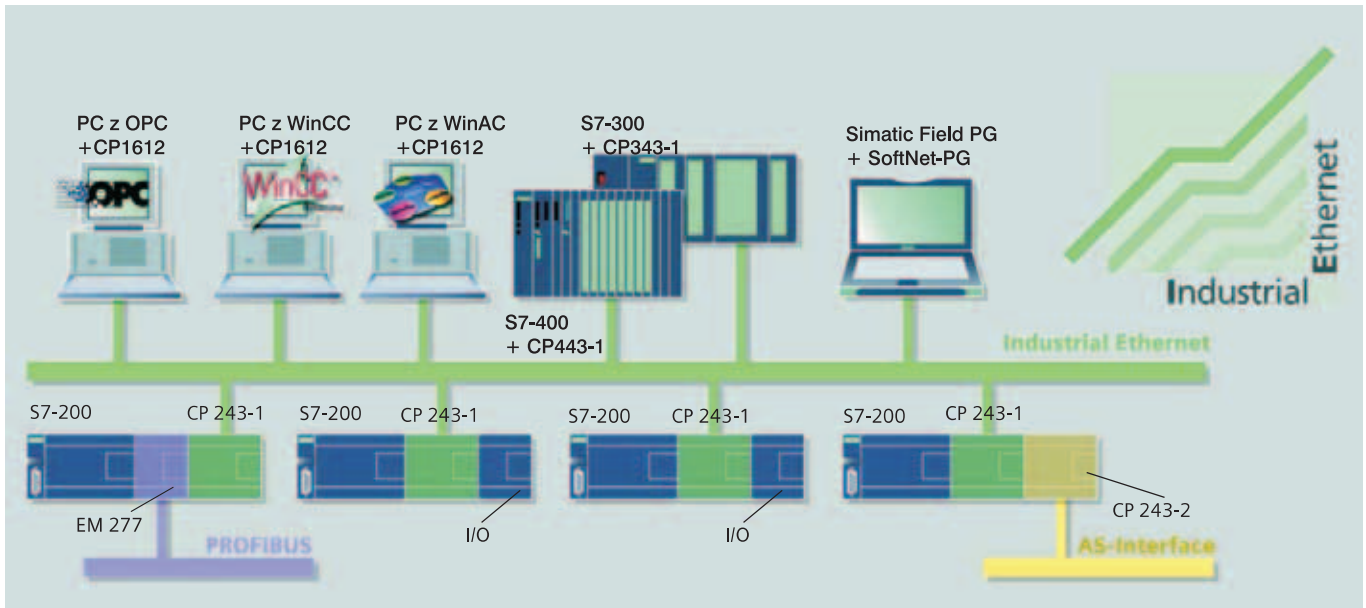 PC z OPC
+CP1612
PC z WinCC
+CP1612
PC z WinAC
+CP1612
S7-300
+ CP343-1
Simatic Field PG
+ SoftNet-PG
OPC
WinCC
Industrial
Ethernet
S7-400
+ CP443-1
Industrial Ethernet
S7-200
CP 243-1
S7-200
CP 243-1
S7-200
CP 243-1
S7-200
CP 243-1
EM 277
I/O
I/O
CP 243-2
PROFIBUS
AS-Interface